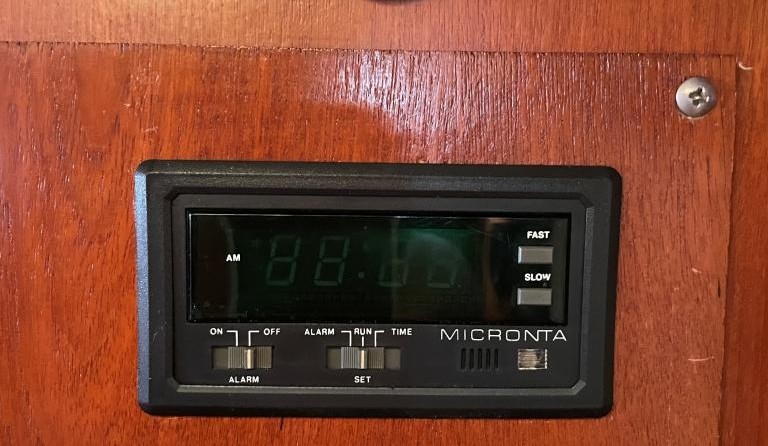 FAST
AM
SLOW
ON OFF
ALARM RUN TIME
MICRONTA
ALARM
SET